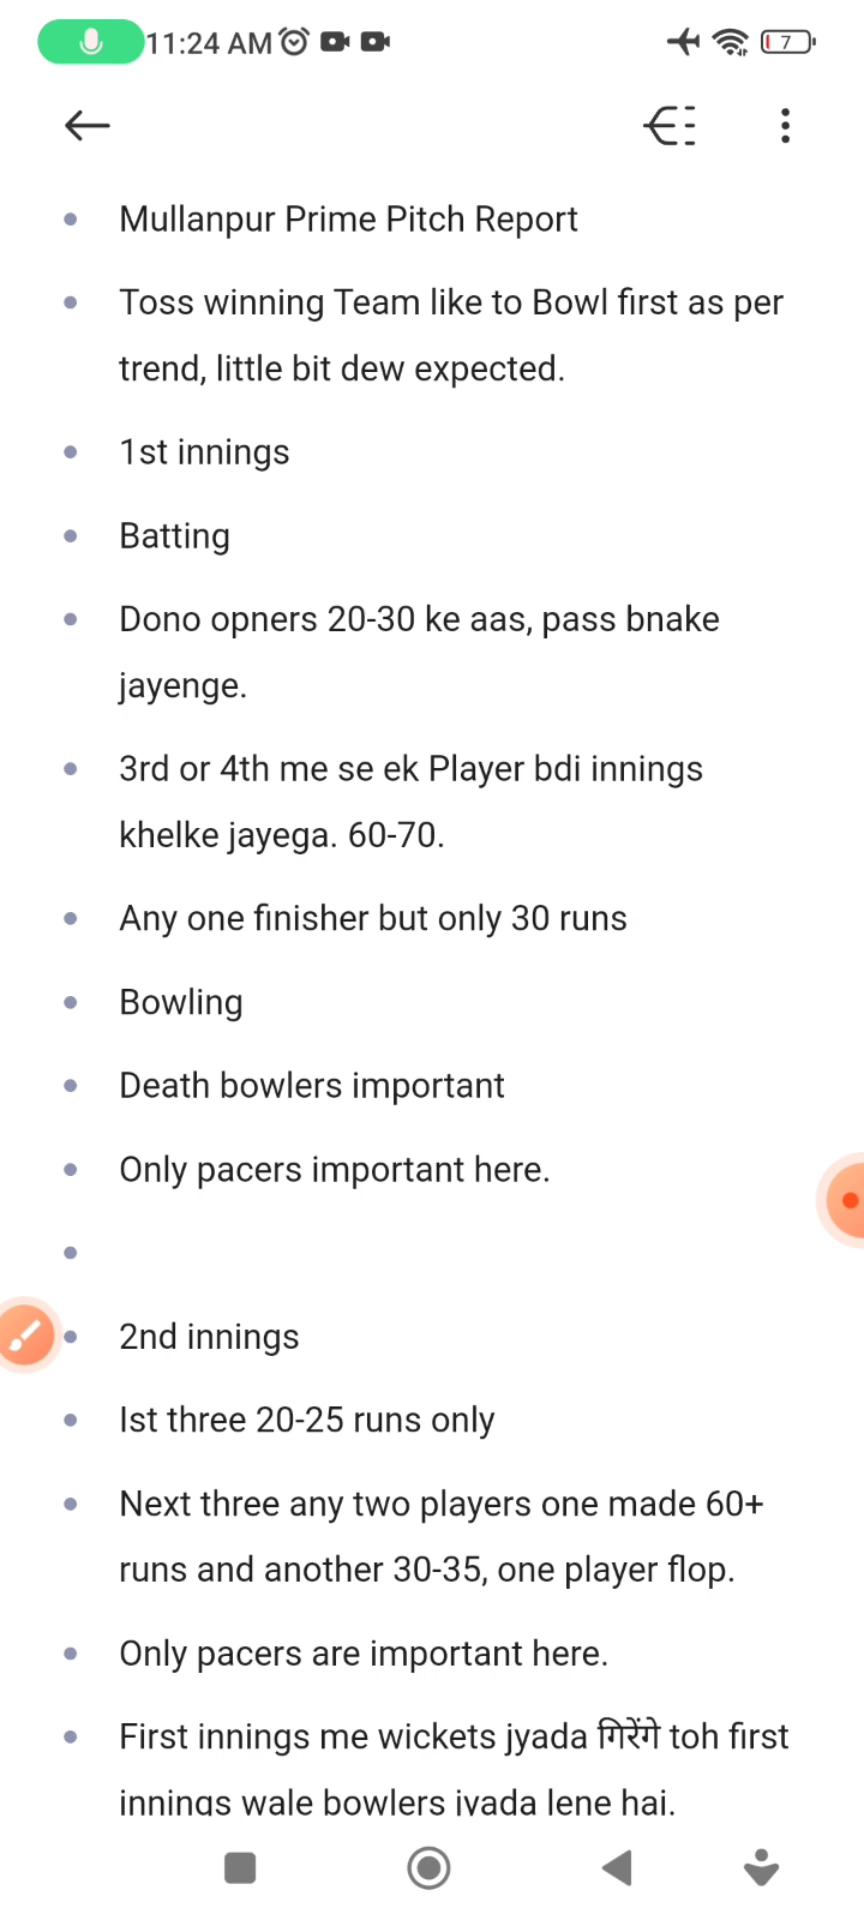 11:24 AM
7
Mullanpur Prime Pitch Report
Toss winning Team like to Bowl first as per
trend, little bit dew expected.
1st innings
Batting
Dono opners 20-30 ke aas, pass bnake
jayenge.
3rd or 4th me se ek Player bdi innings
khelke jayega. 60-70.
Any one finisher but only 30 runs
Bowling
Death bowlers important
Only pacers important here.
2nd innings
Ist three 20-25 runs only
Next three any two players one made 60+
runs and another 30-35, one player flop.
Only pacers are important here.
First innings me wickets jyada गिरेंगे toh first
innings wale bowlers jyada lene hai.